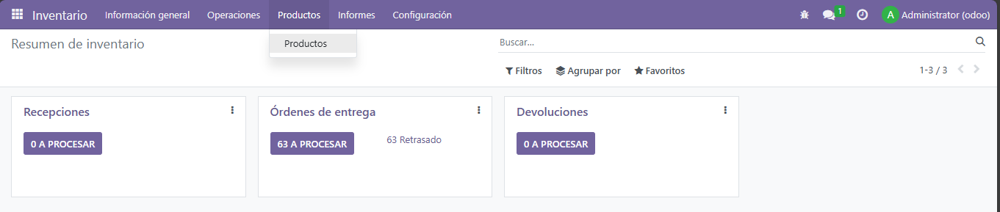 Inventario Información general Operaciones Productos Informes Configuración 1 A Administrator (odoo)
Resumen de inventario Productos Buscar...
Filtros Agrupar por Favoritos 1-3 / 3
Recepciones Órdenes de entrega Devoluciones
0 A PROCESAR 63 A PROCESAR 63 Retrasado 0 A PROCESAR